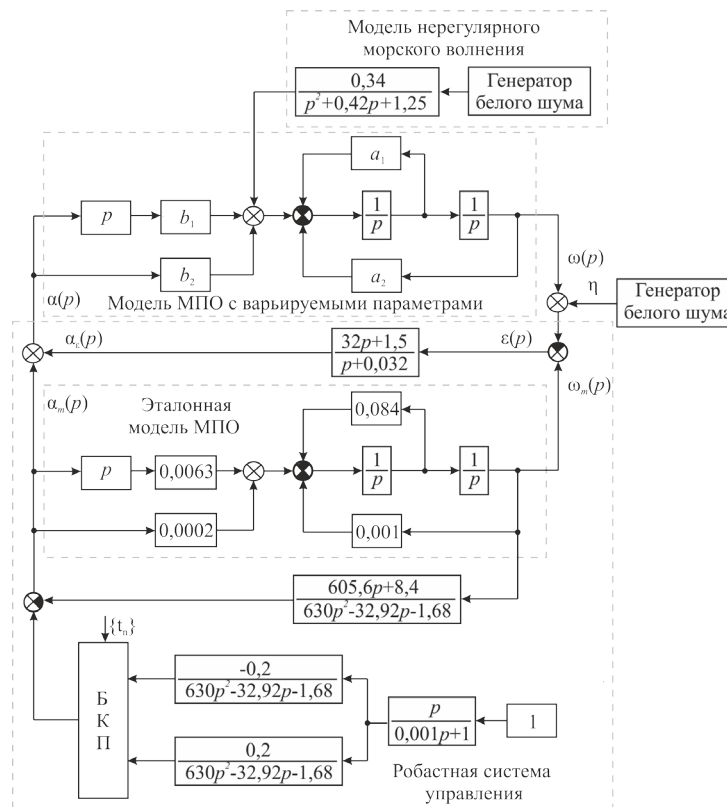 Модель нерегулярного
морского волнения
0,34
p²+0,42p+1,25
Генератор
белого шума
a₁
p
b₁
1
p
1
p
b₂
a₂
ω(p)
α(p)
Модель МПО с варьируемыми параметрами
η
Генератор
белого шума
α꜀(p)
32p+1,5
p+0,032
ε(p)
ωₘ(p)
αₘ(p)
Эталонная
модель МПО
0,084
p
0,0063
1
p
1
p
0,0002
0,001
605,6p+8,4
630p²-32,92p-1,68
{tₙ}
Б
К
П
-0,2
630p²-32,92p-1,68
p
0,001p+1
1
0,2
630p²-32,92p-1,68
Робастная система
управления